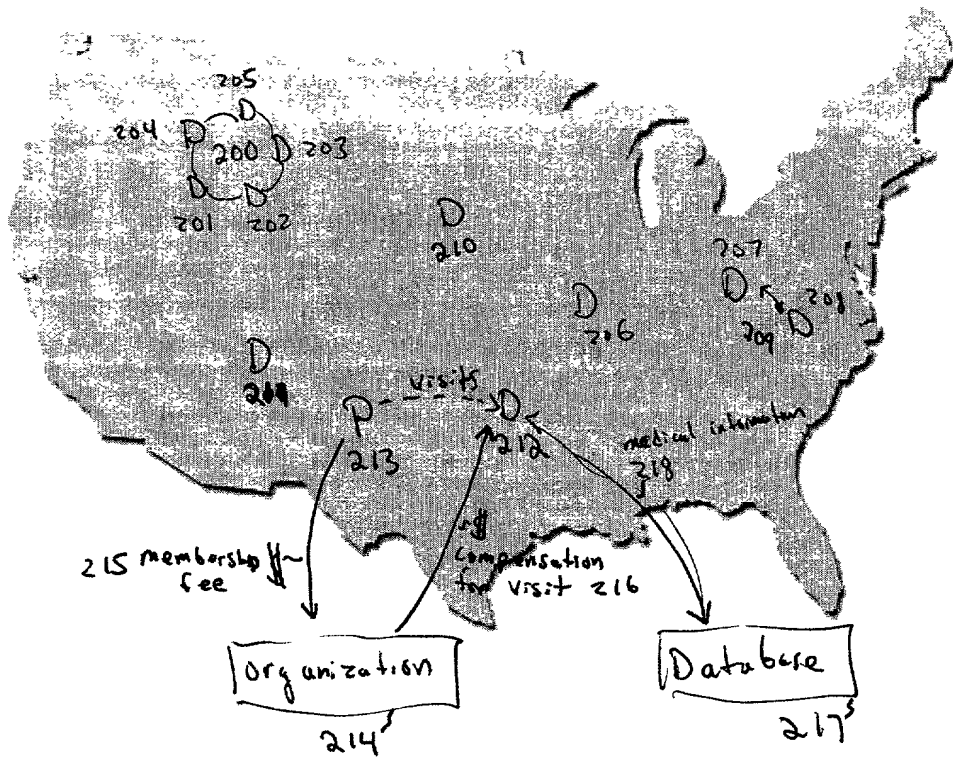 205
D
204 D 200 D 203
D D
201 202
D
210
207
D
208
D
209
D
206
D
visits
P D
213 212
medical information
218
215 membership $
fee
$
compensation
for visit 216
Organization
214
Database
217